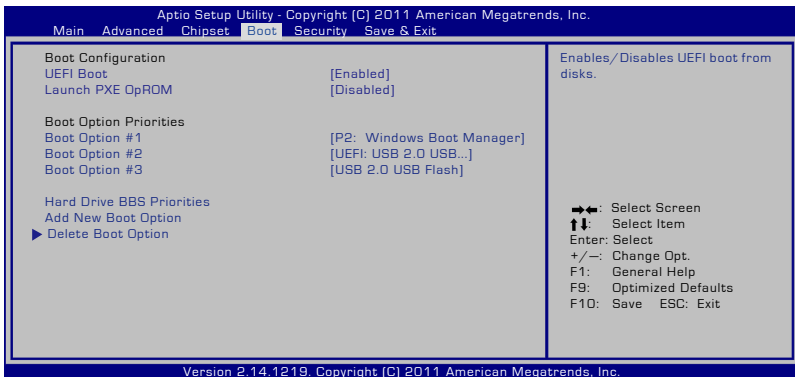 Aptio Setup Utility - Copyright (C) 2011 American Megatrends, Inc.
Main Advanced Chipset Boot Security Save & Exit
Boot Configuration
UEFI Boot [Enabled]
Launch PXE OpROM [Disabled]
Boot Option Priorities
Boot Option #1 [P2: Windows Boot Manager]
Boot Option #2 [UEFI: USB 2.0 USB...]
Boot Option #3 [USB 2.0 USB Flash]
Hard Drive BBS Priorities
Add New Boot Option
▶ Delete Boot Option
Enables/Disables UEFI boot from
disks.
➡⬅: Select Screen
⬆⬇: Select Item
Enter: Select
+/—: Change Opt.
F1: General Help
F9: Optimized Defaults
F10: Save ESC: Exit
Version 2.14.1219. Copyright (C) 2011 American Megatrends, Inc.